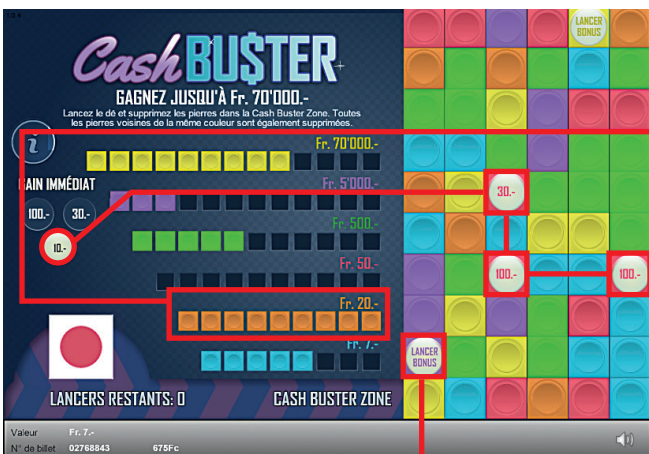 Cash BU$TER
GAGNEZ JUSQU'À Fr. 70'000.-
Lancez le dé et supprimez les pierres dans la Cash Buster Zone. Toutes
les pierres voisines de la même couleur sont également supprimées.
i
Fr. 70'000.-
GAIN IMMÉDIAT
Fr. 5'000.-
100.-
30.-
10.-
Fr. 500.-
Fr. 50.-
Fr. 20.-
Fr. 7.-
LANCERS RESTANTS: 0
CASH BUSTER ZONE
LANCER
BONUS
30.-
100.-
100.-
LANCER
BONUS
Valeur Fr. 7.-
N° de billet 02768843 675Fc